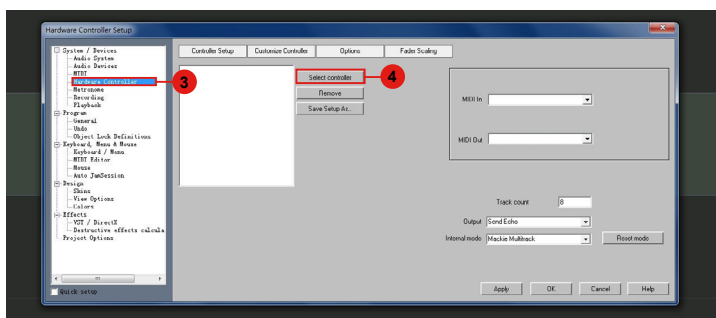 Hardware Controller Setup
System / Devices
Audio System
Audio Devices
MIDI
Hardware Controller
Metronome
Recording
Playback
Program
General
Undo
Object Lock Definitions
Keyboard, Menu & Mouse
Keyboard / Menu
MIDI Editor
Mouse
Auto JamSession
Design
Skins
View Options
Colors
Effects
VST / DirectX
Destructive effects calcula
Project Options
Quick setup
3
Controller Setup
Customize Controller
Options
Fader Scaling
Select controller
4
Remove
Save Setup As..
MIDI In
MIDI Out
Track count
8
Output
Send Echo
Internal mode
Mackie Multitrack
Reset mode
Apply
OK
Cancel
Help